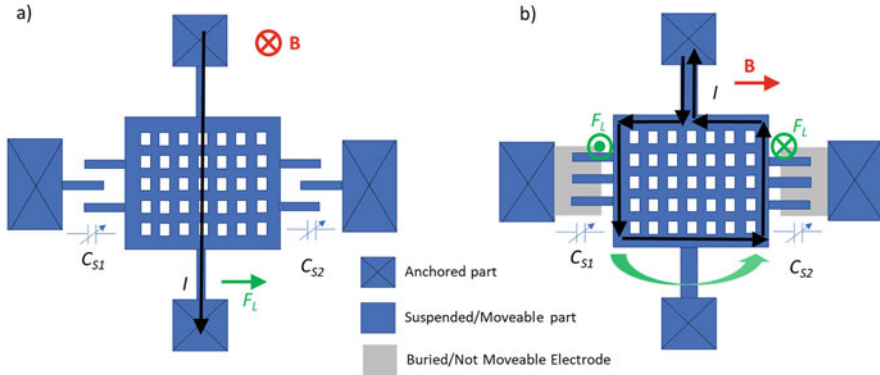 a)
B
I
F_L
C_S1
C_S2
b)
B
I
F_L
F_L
C_S1
C_S2
Anchored part
Suspended/Moveable part
Buried/Not Moveable Electrode